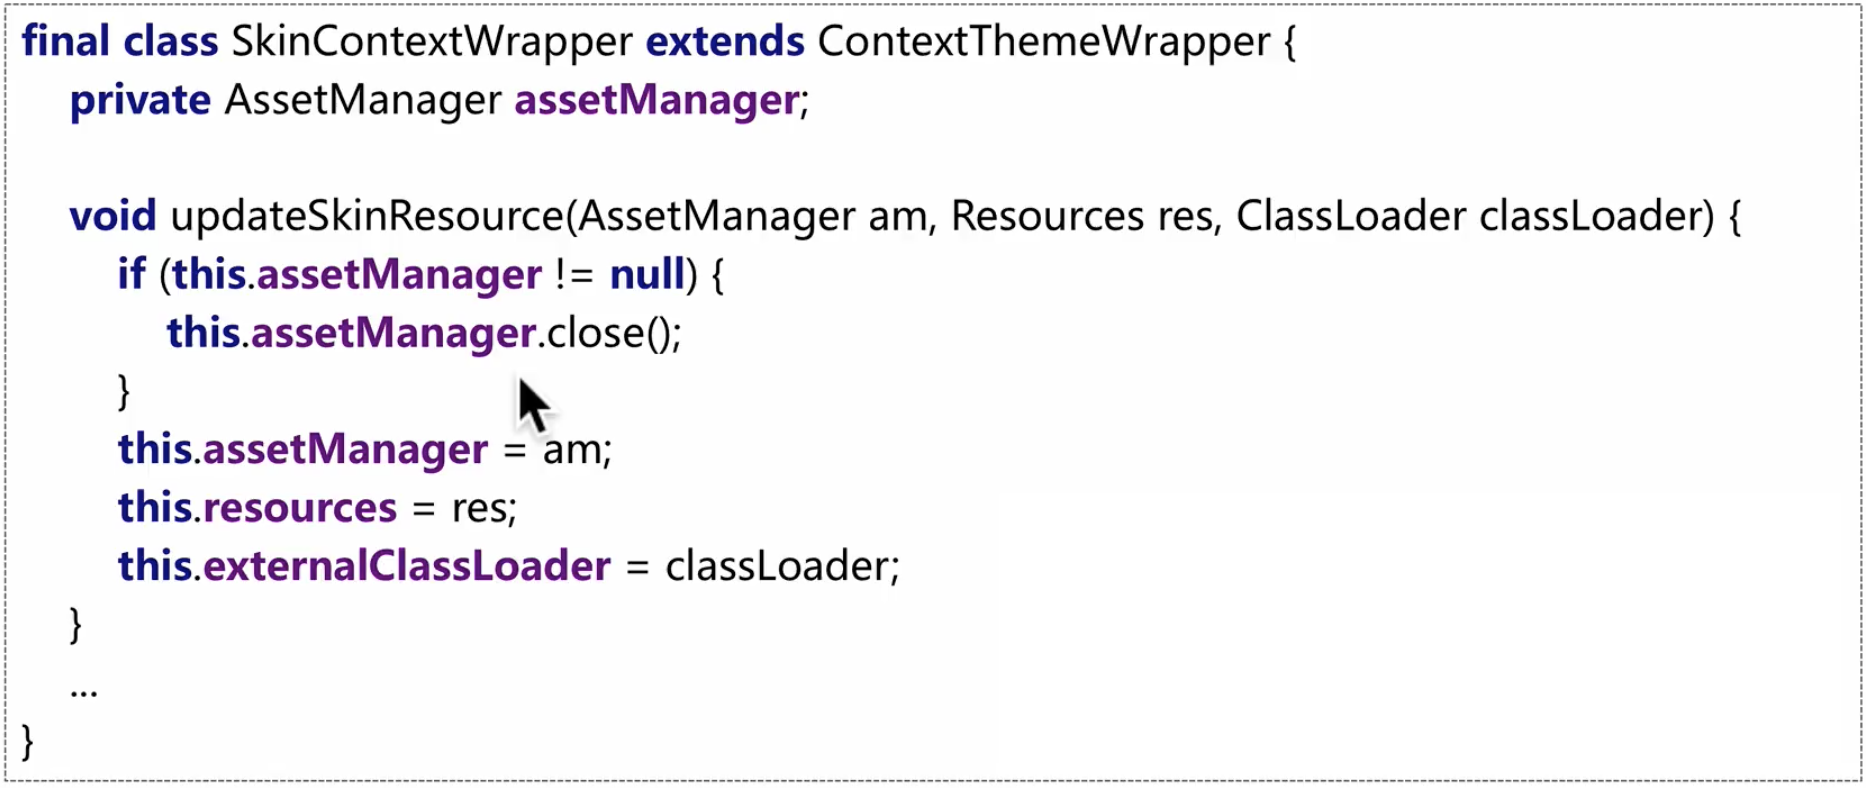 final class SkinContextWrapper extends ContextThemeWrapper {
private AssetManager assetManager;
void updateSkinResource(AssetManager am, Resources res, ClassLoader classLoader) {
if (this.assetManager != null) {
this.assetManager.close();
}
this.assetManager = am;
this.resources = res;
this.externalClassLoader = classLoader;
}
...
}